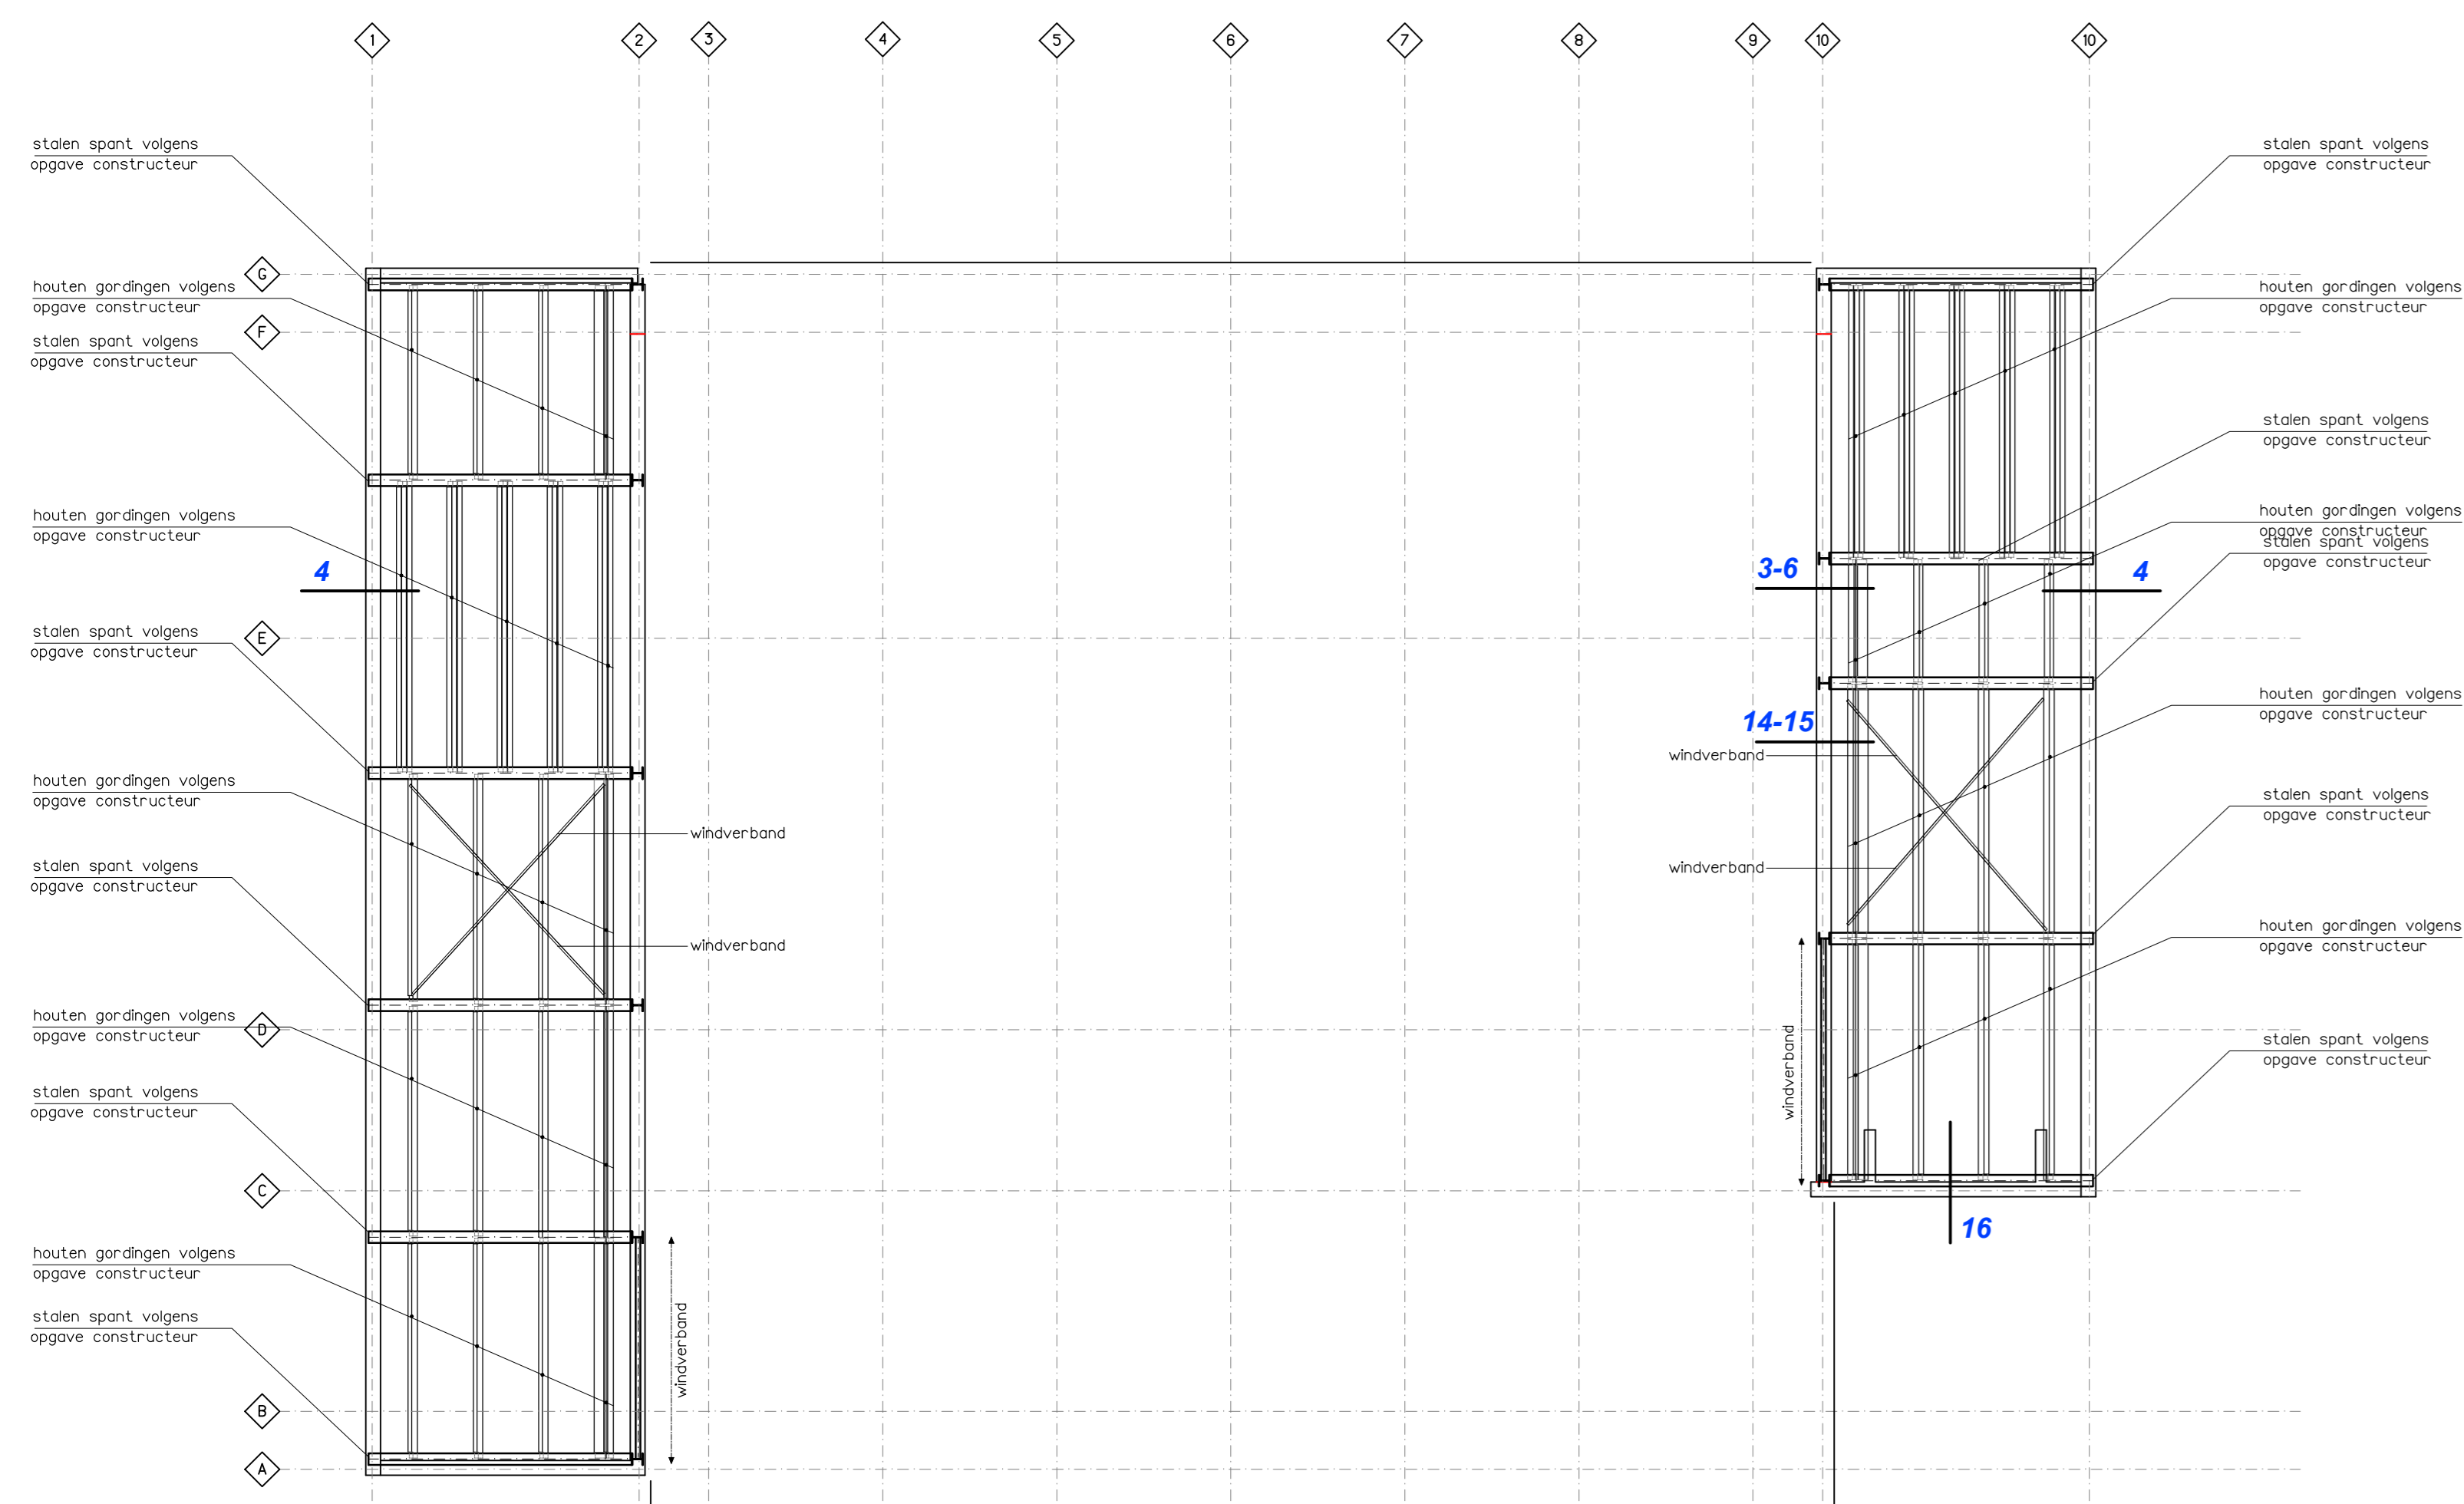 1 2 3 4 5 6 7 8 9 10 10
stalen spant volgens
opgave constructeur
G
houten gordingen volgens
opgave constructeur
F
stalen spant volgens
opgave constructeur
houten gordingen volgens
opgave constructeur
4
stalen spant volgens
opgave constructeur
E
houten gordingen volgens
opgave constructeur
stalen spant volgens
opgave constructeur
houten gordingen volgens
opgave constructeur
D
stalen spant volgens
opgave constructeur
C
houten gordingen volgens
opgave constructeur
stalen spant volgens
opgave constructeur
B
A
windverband
windverband
windverband
3-6
14-15
windverband
windverband
windverband
16
4
stalen spant volgens
opgave constructeur
houten gordingen volgens
opgave constructeur
stalen spant volgens
opgave constructeur
houten gordingen volgens
opgave constructeur
stalen spant volgens
opgave constructeur
houten gordingen volgens
opgave constructeur
stalen spant volgens
opgave constructeur
houten gordingen volgens
opgave constructeur
stalen spant volgens
opgave constructeur